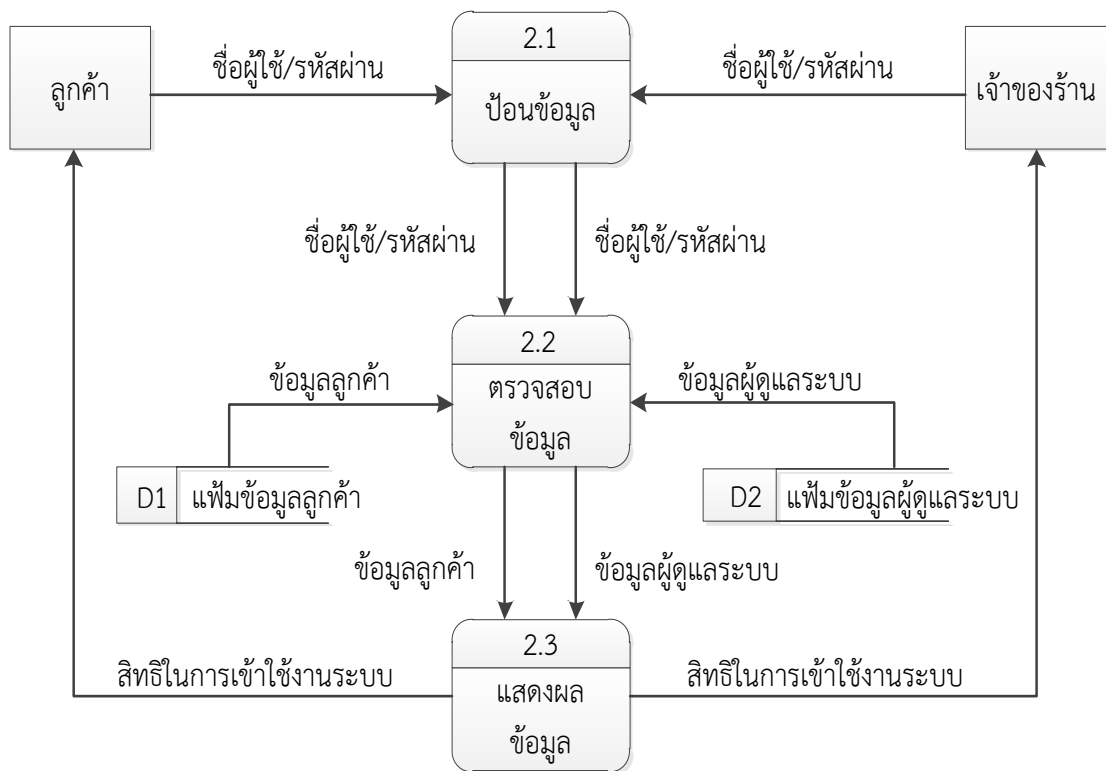 2.1
ลูกค้า
ชื่อผู้ใช้/รหัสผ่าน
ป้อนข้อมูล
ชื่อผู้ใช้/รหัสผ่าน
เจ้าของร้าน
ชื่อผู้ใช้/รหัสผ่าน
ชื่อผู้ใช้/รหัสผ่าน
2.2
ข้อมูลลูกค้า
ตรวจสอบ
ข้อมูล
ข้อมูลผู้ดูแลระบบ
D1 แฟ้มข้อมูลลูกค้า
D2 แฟ้มข้อมูลผู้ดูแลระบบ
ข้อมูลลูกค้า
ข้อมูลผู้ดูแลระบบ
2.3
สิทธิในการเข้าใช้งานระบบ
แสดงผล
ข้อมูล
สิทธิในการเข้าใช้งานระบบ